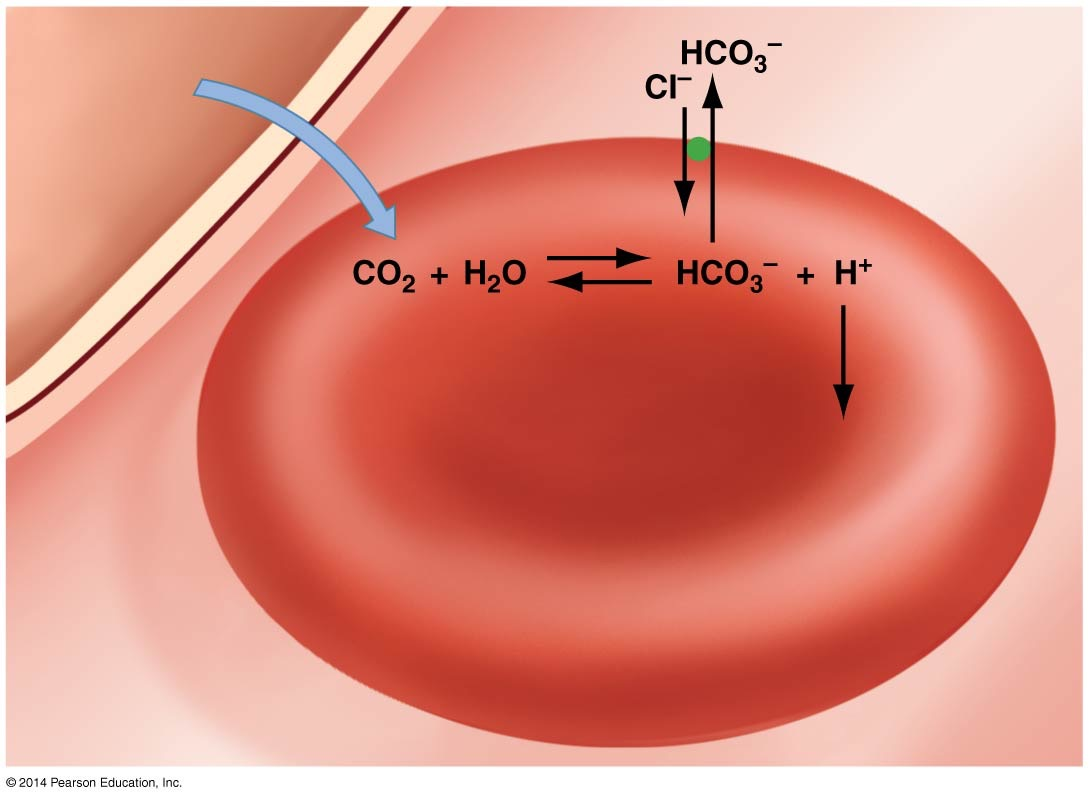 HCO₃⁻
Cl⁻
CO₂ + H₂O HCO₃⁻ + H⁺
© 2014 Pearson Education, Inc.